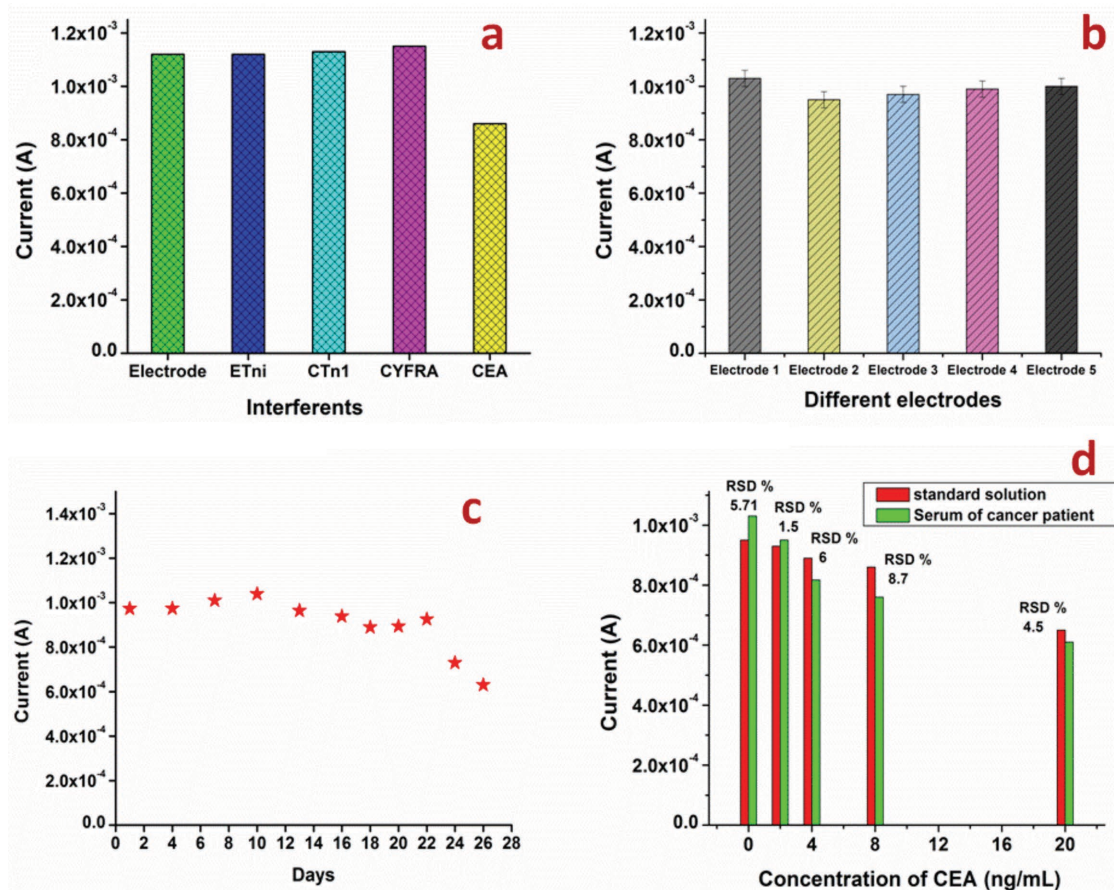 a
1.2x10⁻³
1.0x10⁻³
8.0x10⁻⁴
6.0x10⁻⁴
4.0x10⁻⁴
2.0x10⁻⁴
0.0
Current (A)
Electrode ETni CTn1 CYFRA CEA
Interferents
b
1.2x10⁻³
1.0x10⁻³
8.0x10⁻⁴
6.0x10⁻⁴
4.0x10⁻⁴
2.0x10⁻⁴
0.0
Current (A)
Electrode 1 Electrode 2 Electrode 3 Electrode 4 Electrode 5
Different electrodes
c
1.4x10⁻³
1.2x10⁻³
1.0x10⁻³
8.0x10⁻⁴
6.0x10⁻⁴
4.0x10⁻⁴
2.0x10⁻⁴
0.0
Current (A)
0 2 4 6 8 10 12 14 16 18 20 22 24 26 28
Days
d
standard solution
Serum of cancer patient
RSD %
5.71
RSD %
1.5
RSD %
6
RSD %
8.7
RSD %
4.5
1.0x10⁻³
8.0x10⁻⁴
6.0x10⁻⁴
4.0x10⁻⁴
2.0x10⁻⁴
0.0
Current (A)
0 4 8 12 16 20
Concentration of CEA (ng/mL)